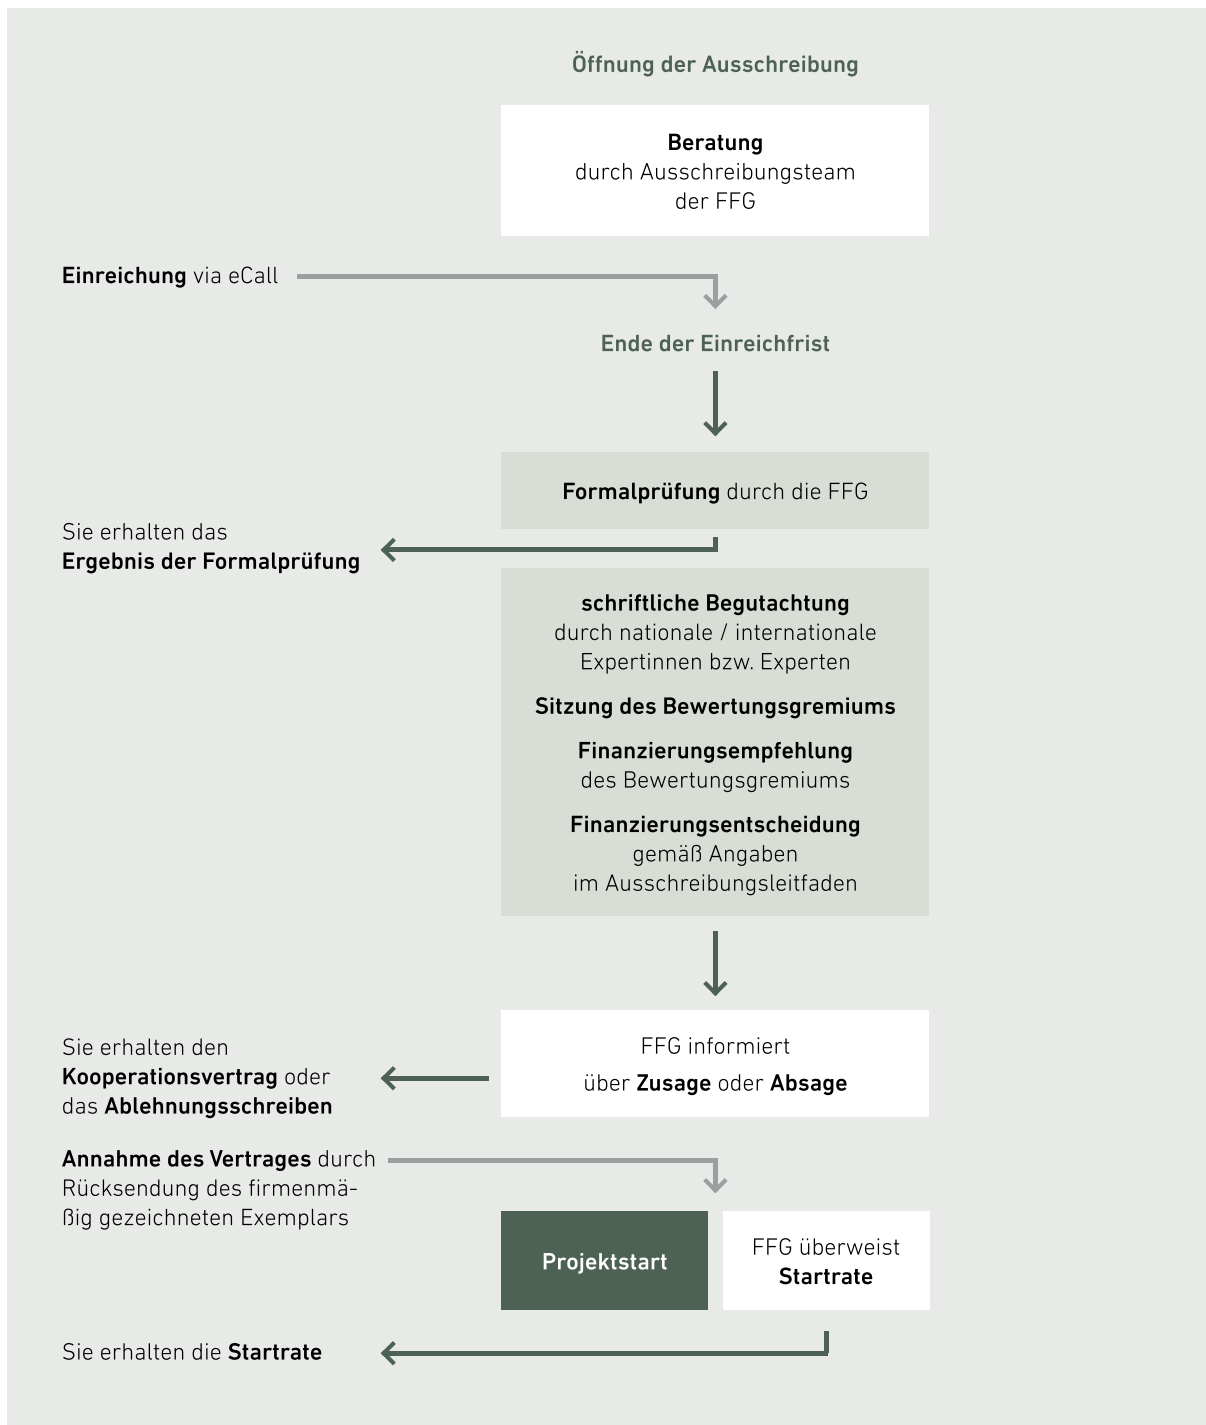 Öffnung der Ausschreibung
Beratung
durch Ausschreibungsteam
der FFG
Einreichung via eCall
Ende der Einreichfrist
Formalprüfung durch die FFG
Sie erhalten das
Ergebnis der Formalprüfung
schriftliche Begutachtung
durch nationale / internationale
Expertinnen bzw. Experten
Sitzung des Bewertungsgremiums
Finanzierungsempfehlung
des Bewertungsgremiums
Finanzierungsentscheidung
gemäß Angaben
im Ausschreibungsleitfaden
FFG informiert
über Zusage oder Absage
Sie erhalten den
Kooperationsvertrag oder
das Ablehnungsschreiben
Annahme des Vertrages durch
Rücksendung des firmenmä-
ßig gezeichneten Exemplars
Projektstart
FFG überweist
Startrate
Sie erhalten die Startrate